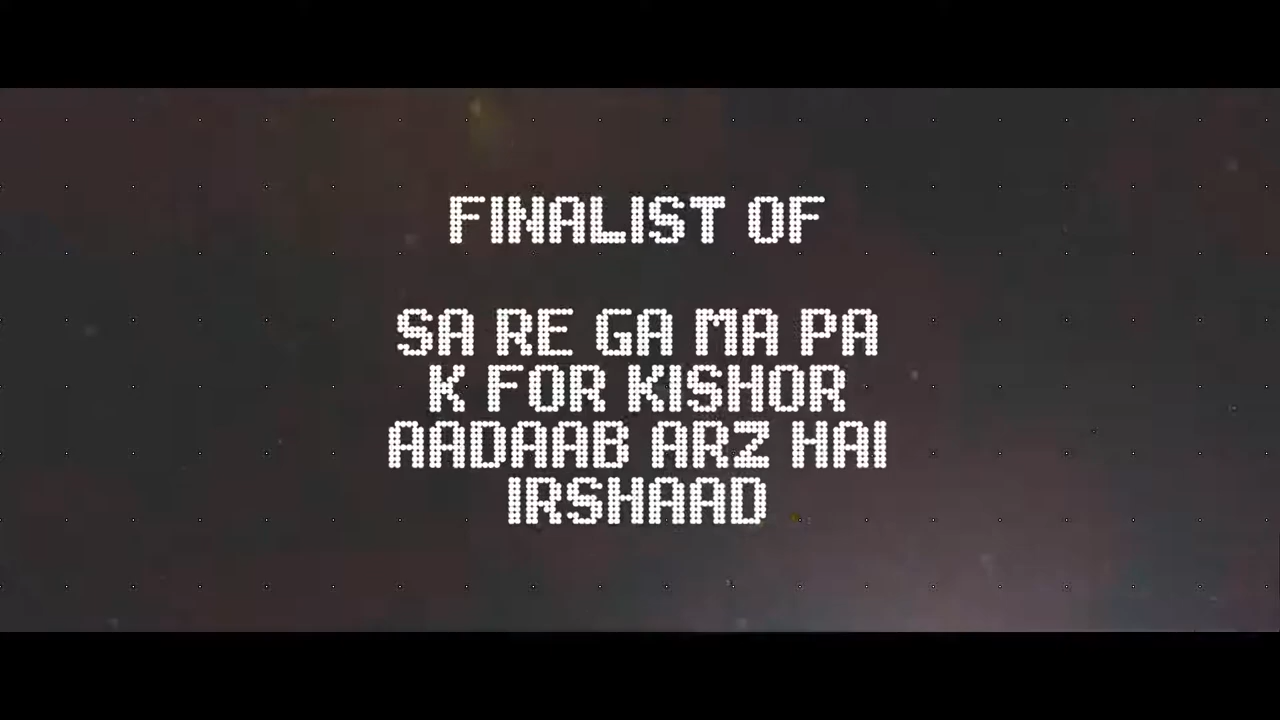 FINALIST OF
SA RE GA MA PA
K FOR KISHOR
AADAAB ARZ HAI
IRSHAAD